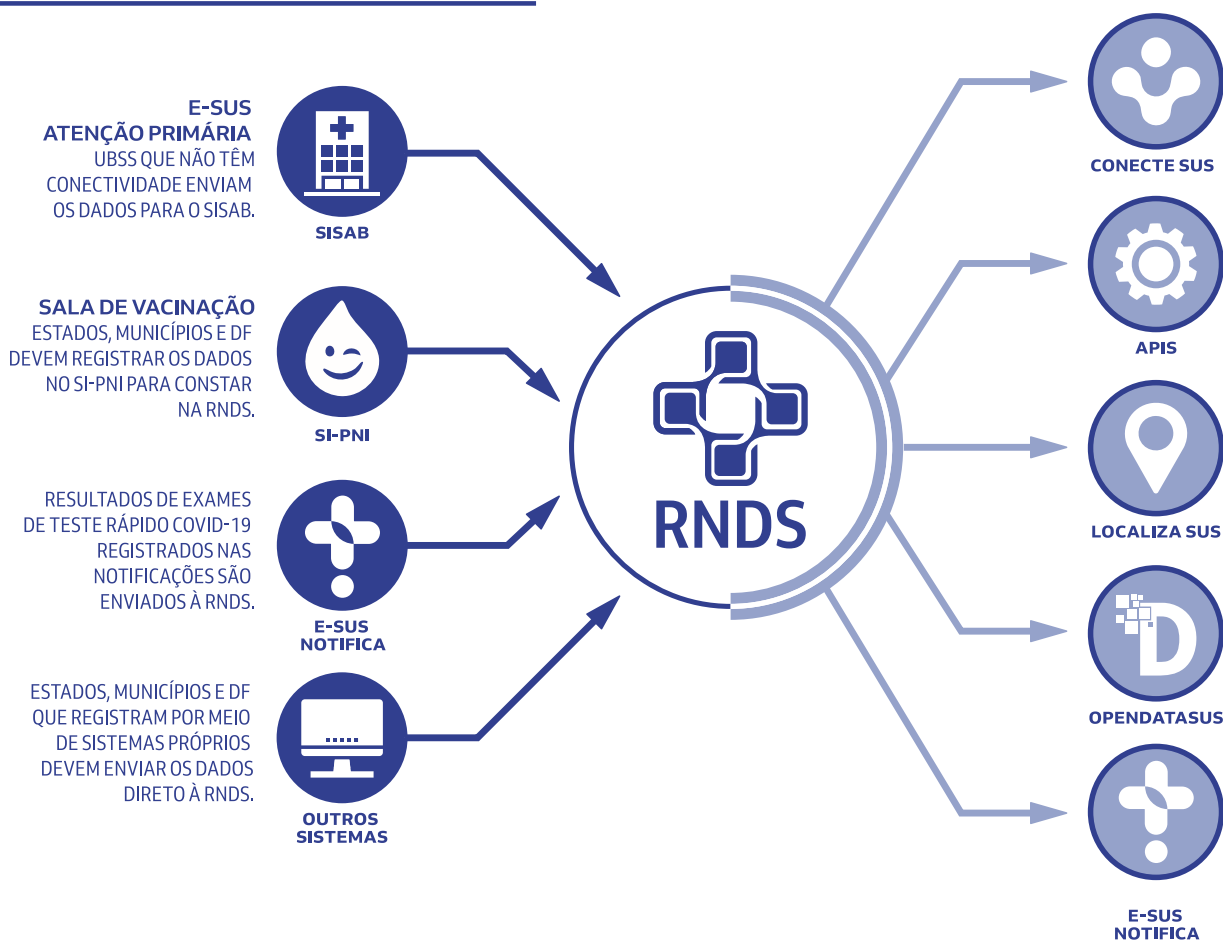 E-SUS
ATENÇÃO PRIMÁRIA
UBSS QUE NÃO TÊM
CONECTIVIDADE ENVIAM
OS DADOS PARA O SISAB.
SISAB
SALA DE VACINAÇÃO
ESTADOS, MUNICÍPIOS E DF
DEVEM REGISTRAR OS DADOS
NO SI-PNI PARA CONSTAR
NA RNDS.
SI-PNI
RESULTADOS DE EXAMES
DE TESTE RÁPIDO COVID-19
REGISTRADOS NAS
NOTIFICAÇÕES SÃO
ENVIADOS À RNDS.
E-SUS
NOTIFICA
ESTADOS, MUNICÍPIOS E DF
QUE REGISTRAM POR MEIO
DE SISTEMAS PRÓPRIOS
DEVEM ENVIAR OS DADOS
DIRETO À RNDS.
OUTROS
SISTEMAS
RNDS
CONECTE SUS
APIS
LOCALIZA SUS
D
OPENDATASUS
E-SUS
NOTIFICA